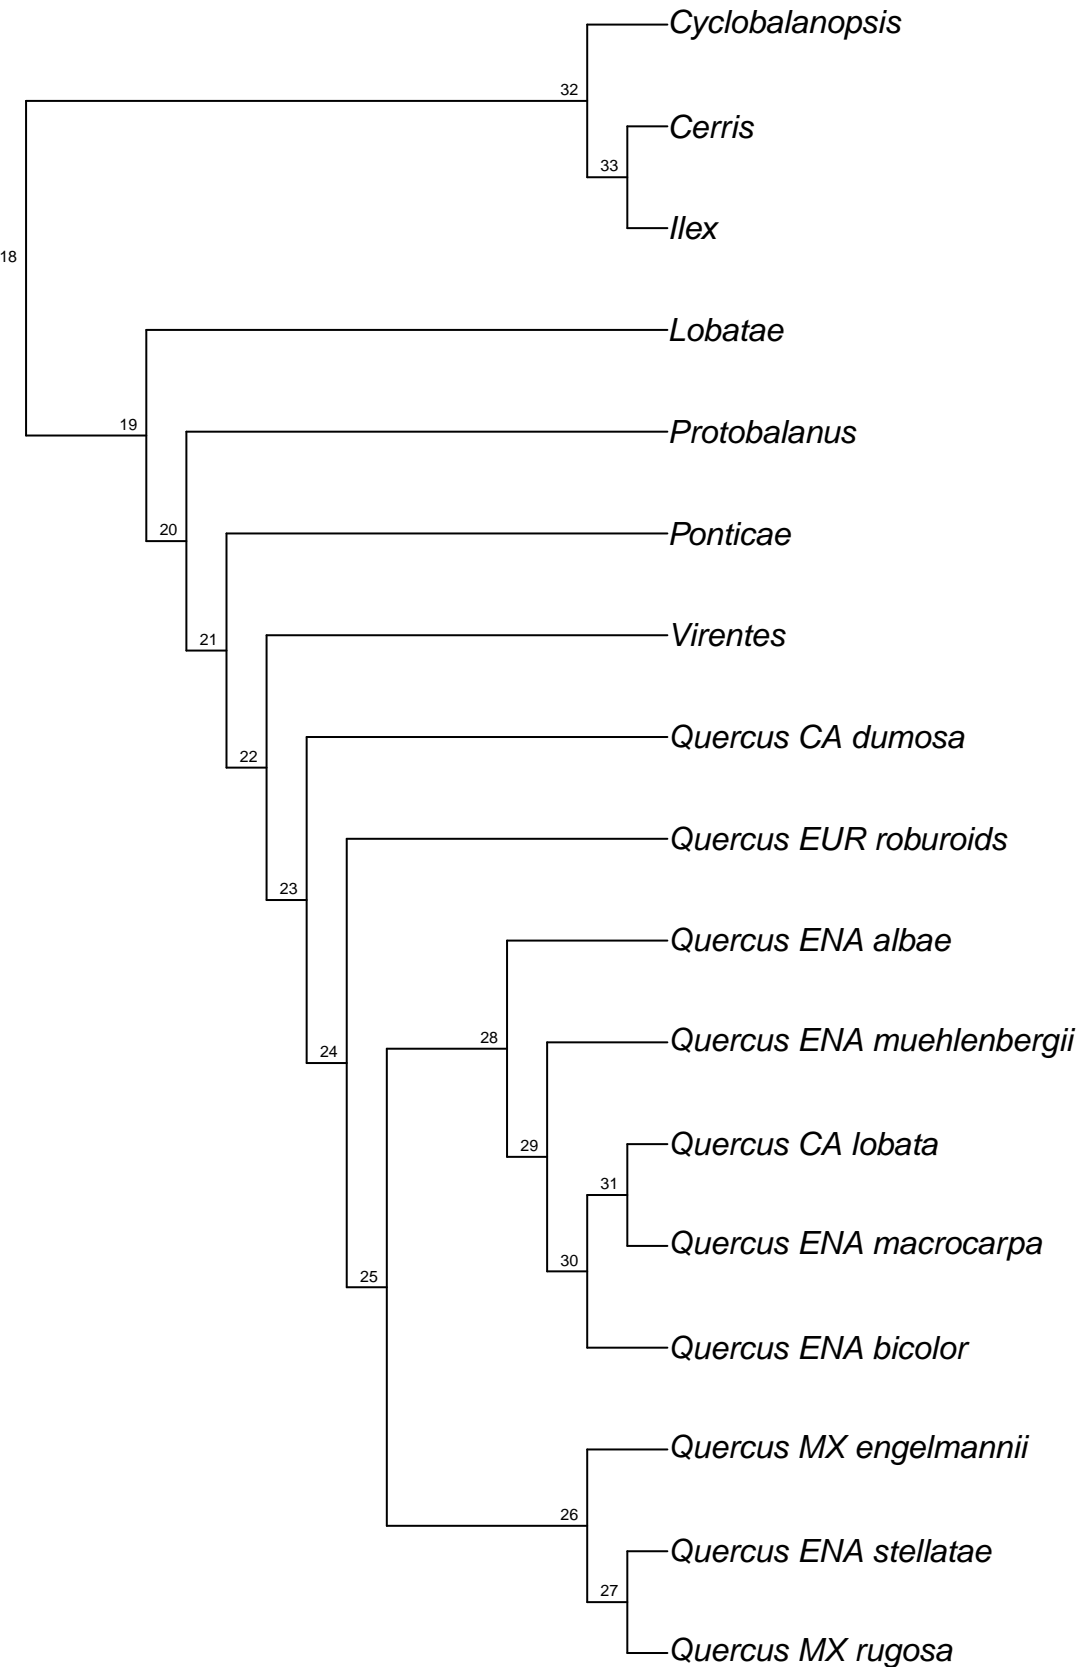 Cyclobalanopsis
32
Cerris
33
Ilex
18
Lobatae
19
Protobalanus
20
Ponticae
21
Virentes
22
Quercus CA dumosa
Quercus EUR roburoids
23
Quercus ENA albae
28
Quercus ENA muehlenbergii
24
Quercus CA lobata
29
31
Quercus ENA macrocarpa
30
25
Quercus ENA bicolor
Quercus MX engelmannii
26
Quercus ENA stellatae
27
Quercus MX rugosa